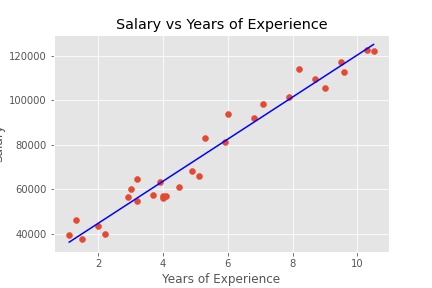 Salary vs Years of Experience
120000
100000
80000
60000
40000
Salary
2 4 6 8 10
Years of Experience